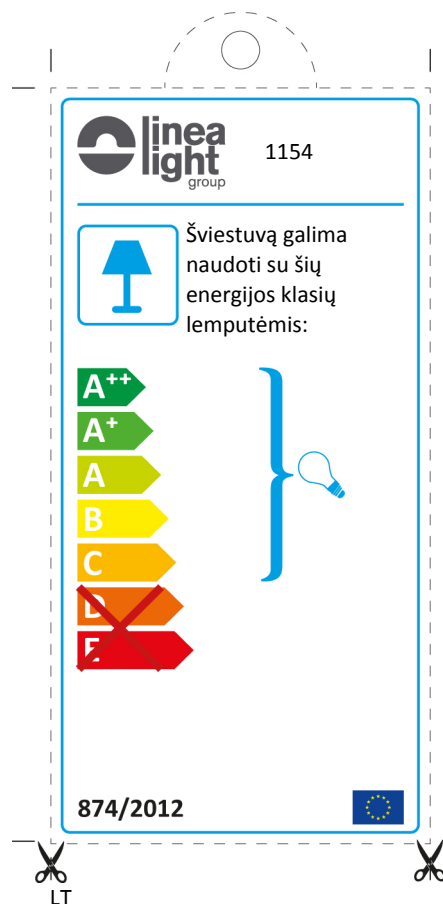 linea
light
group
1154
Šviestuvą galima
naudoti su šių
energijos klasių
lemputėmis:
A++
A+
A
B
C
D
E
874/2012
LT